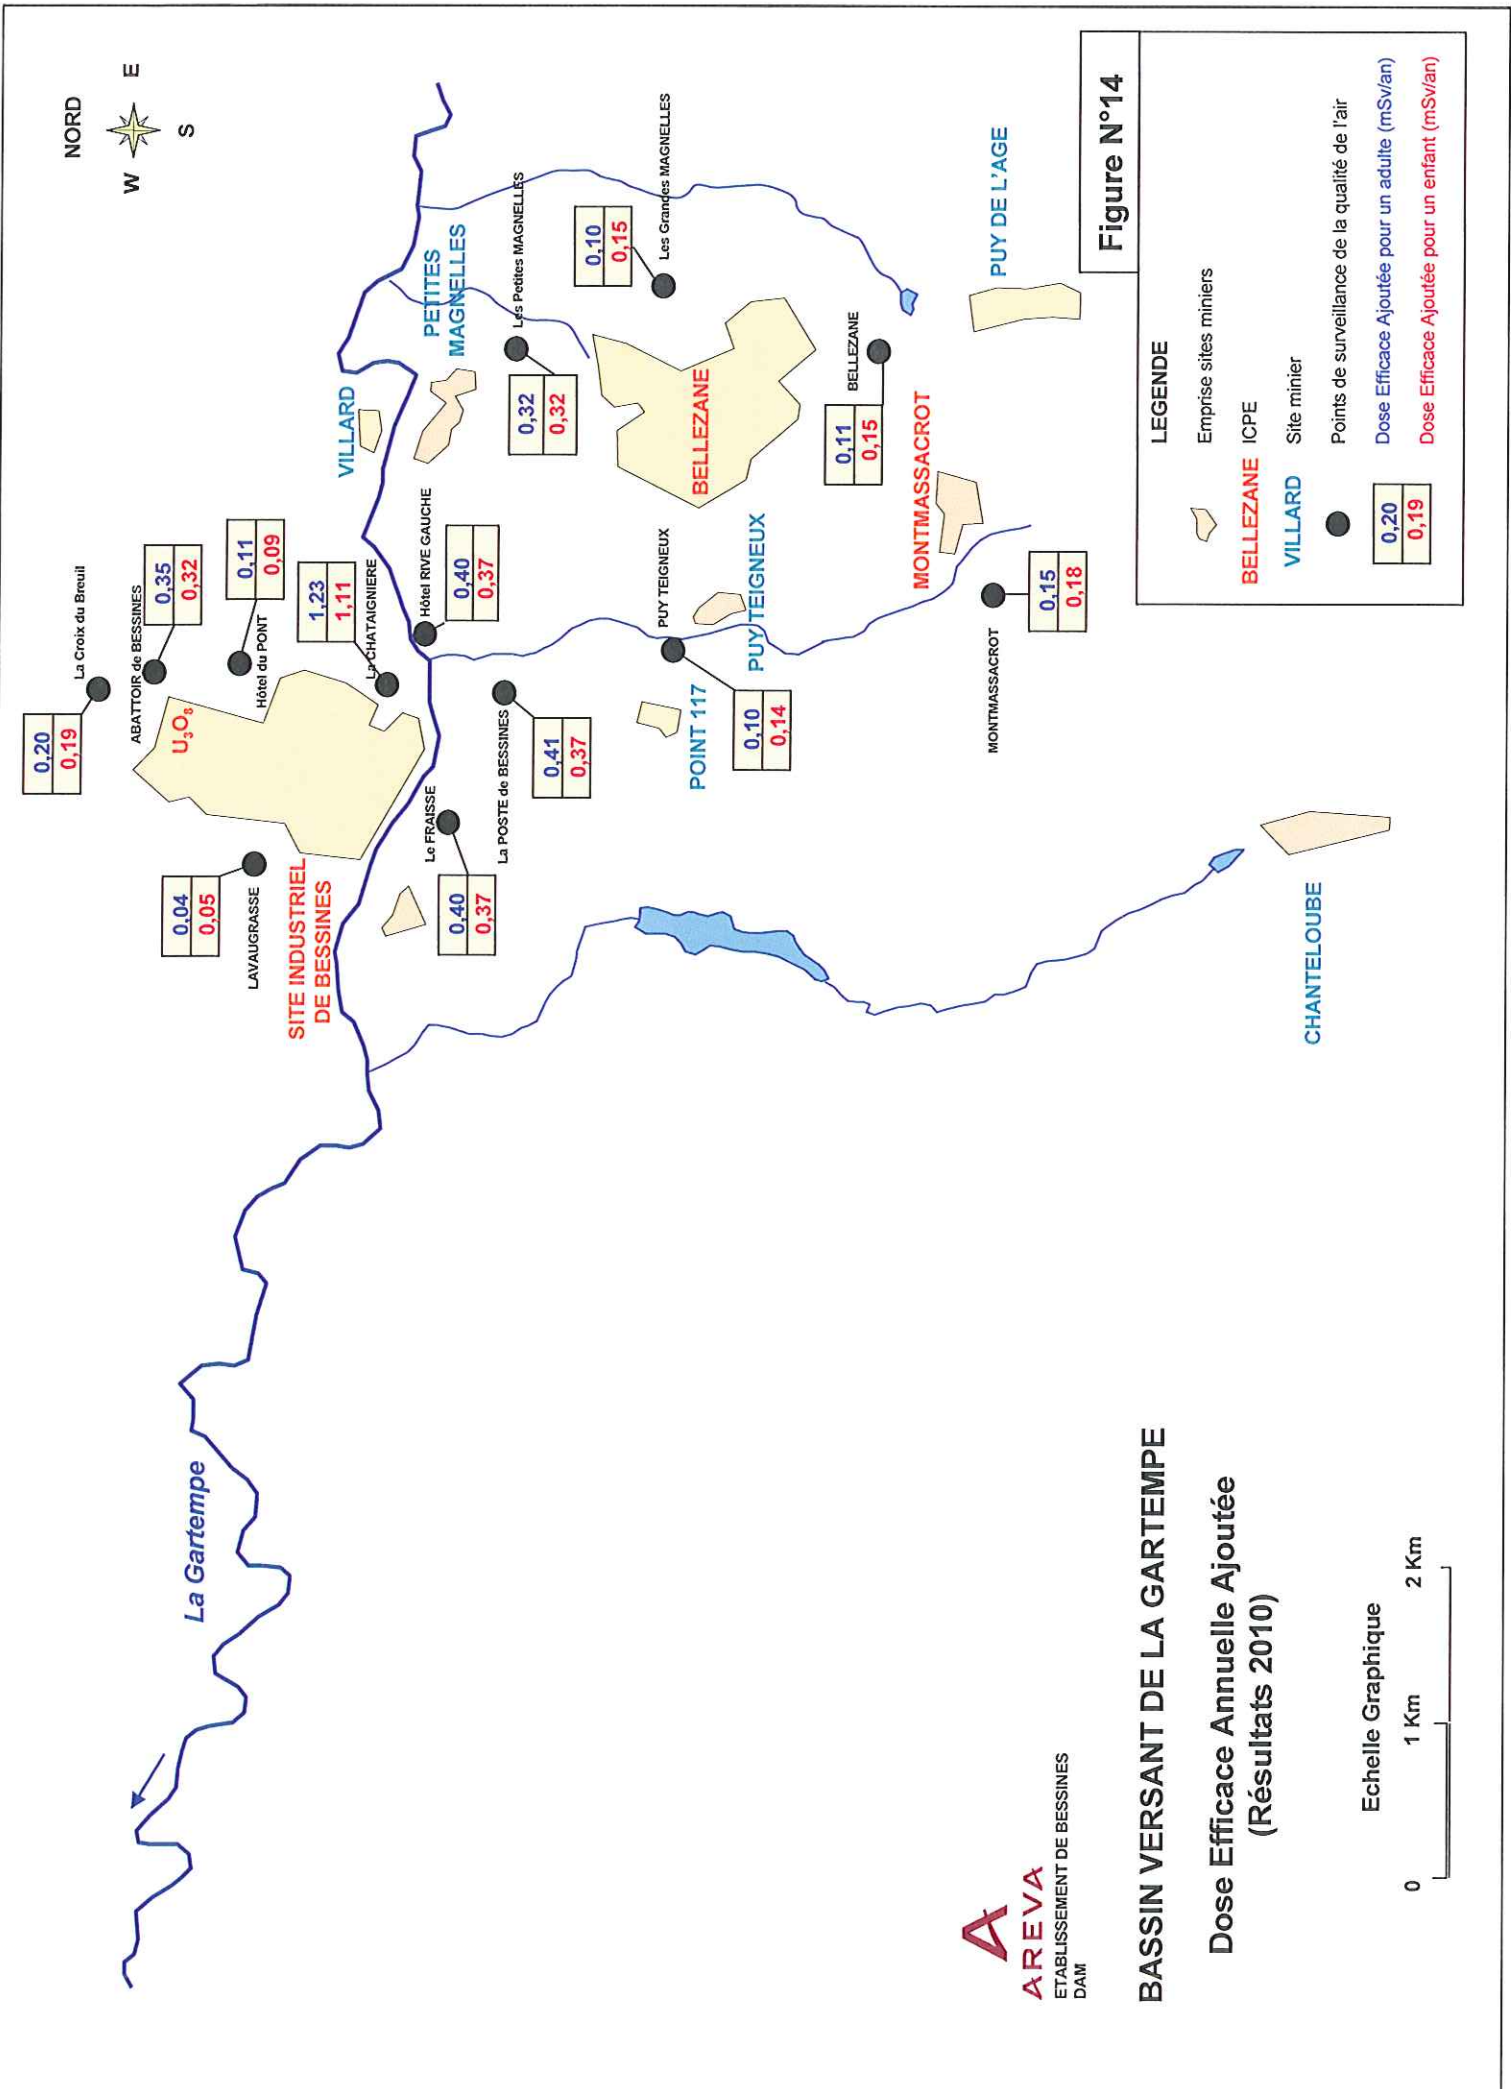 NORD
W
E
S
La Croix du Breuil
0,20
0,19
ABATTOIR de BESSINES
0,35
0,32
U3O8
Hôtel du PONT
0,11
0,09
La CHATAIGNIERE
1,23
1,11
LAVAUGRASSE
0,04
0,05
SITE INDUSTRIEL
DE BESSINES
Hôtel RIVE GAUCHE
0,40
0,37
Le FRAISSE
0,40
0,37
La POSTE de BESSINES
0,41
0,37
VILLARD
PETITES
MAGNELLES
Les Petites MAGNELLES
0,32
0,32
0,10
0,15
Les Grandes MAGNELLES
BELLEZANE
PUY TEIGNEUX
PUY TEIGNEUX
0,10
0,14
POINT 117
BELLEZANE
0,11
0,15
MONTMASSACROT
MONTMASSACROT
0,15
0,18
PUY DE L'AGE
CHANTELOUBE
La Gartempe
AREVA
ETABLISSEMENT DE BESSINES
DAM
BASSIN VERSANT DE LA GARTEMPE
Dose Efficace Annuelle Ajoutée
(Résultats 2010)
Echelle Graphique
0
1 Km
2 Km
Figure N°14
LEGENDE
Emprise sites miniers
BELLEZANE ICPE
VILLARD Site minier
Points de surveillance de la qualité de l'air
0,20 Dose Efficace Ajoutée pour un adulte (mSv/an)
0,19 Dose Efficace Ajoutée pour un enfant (mSv/an)